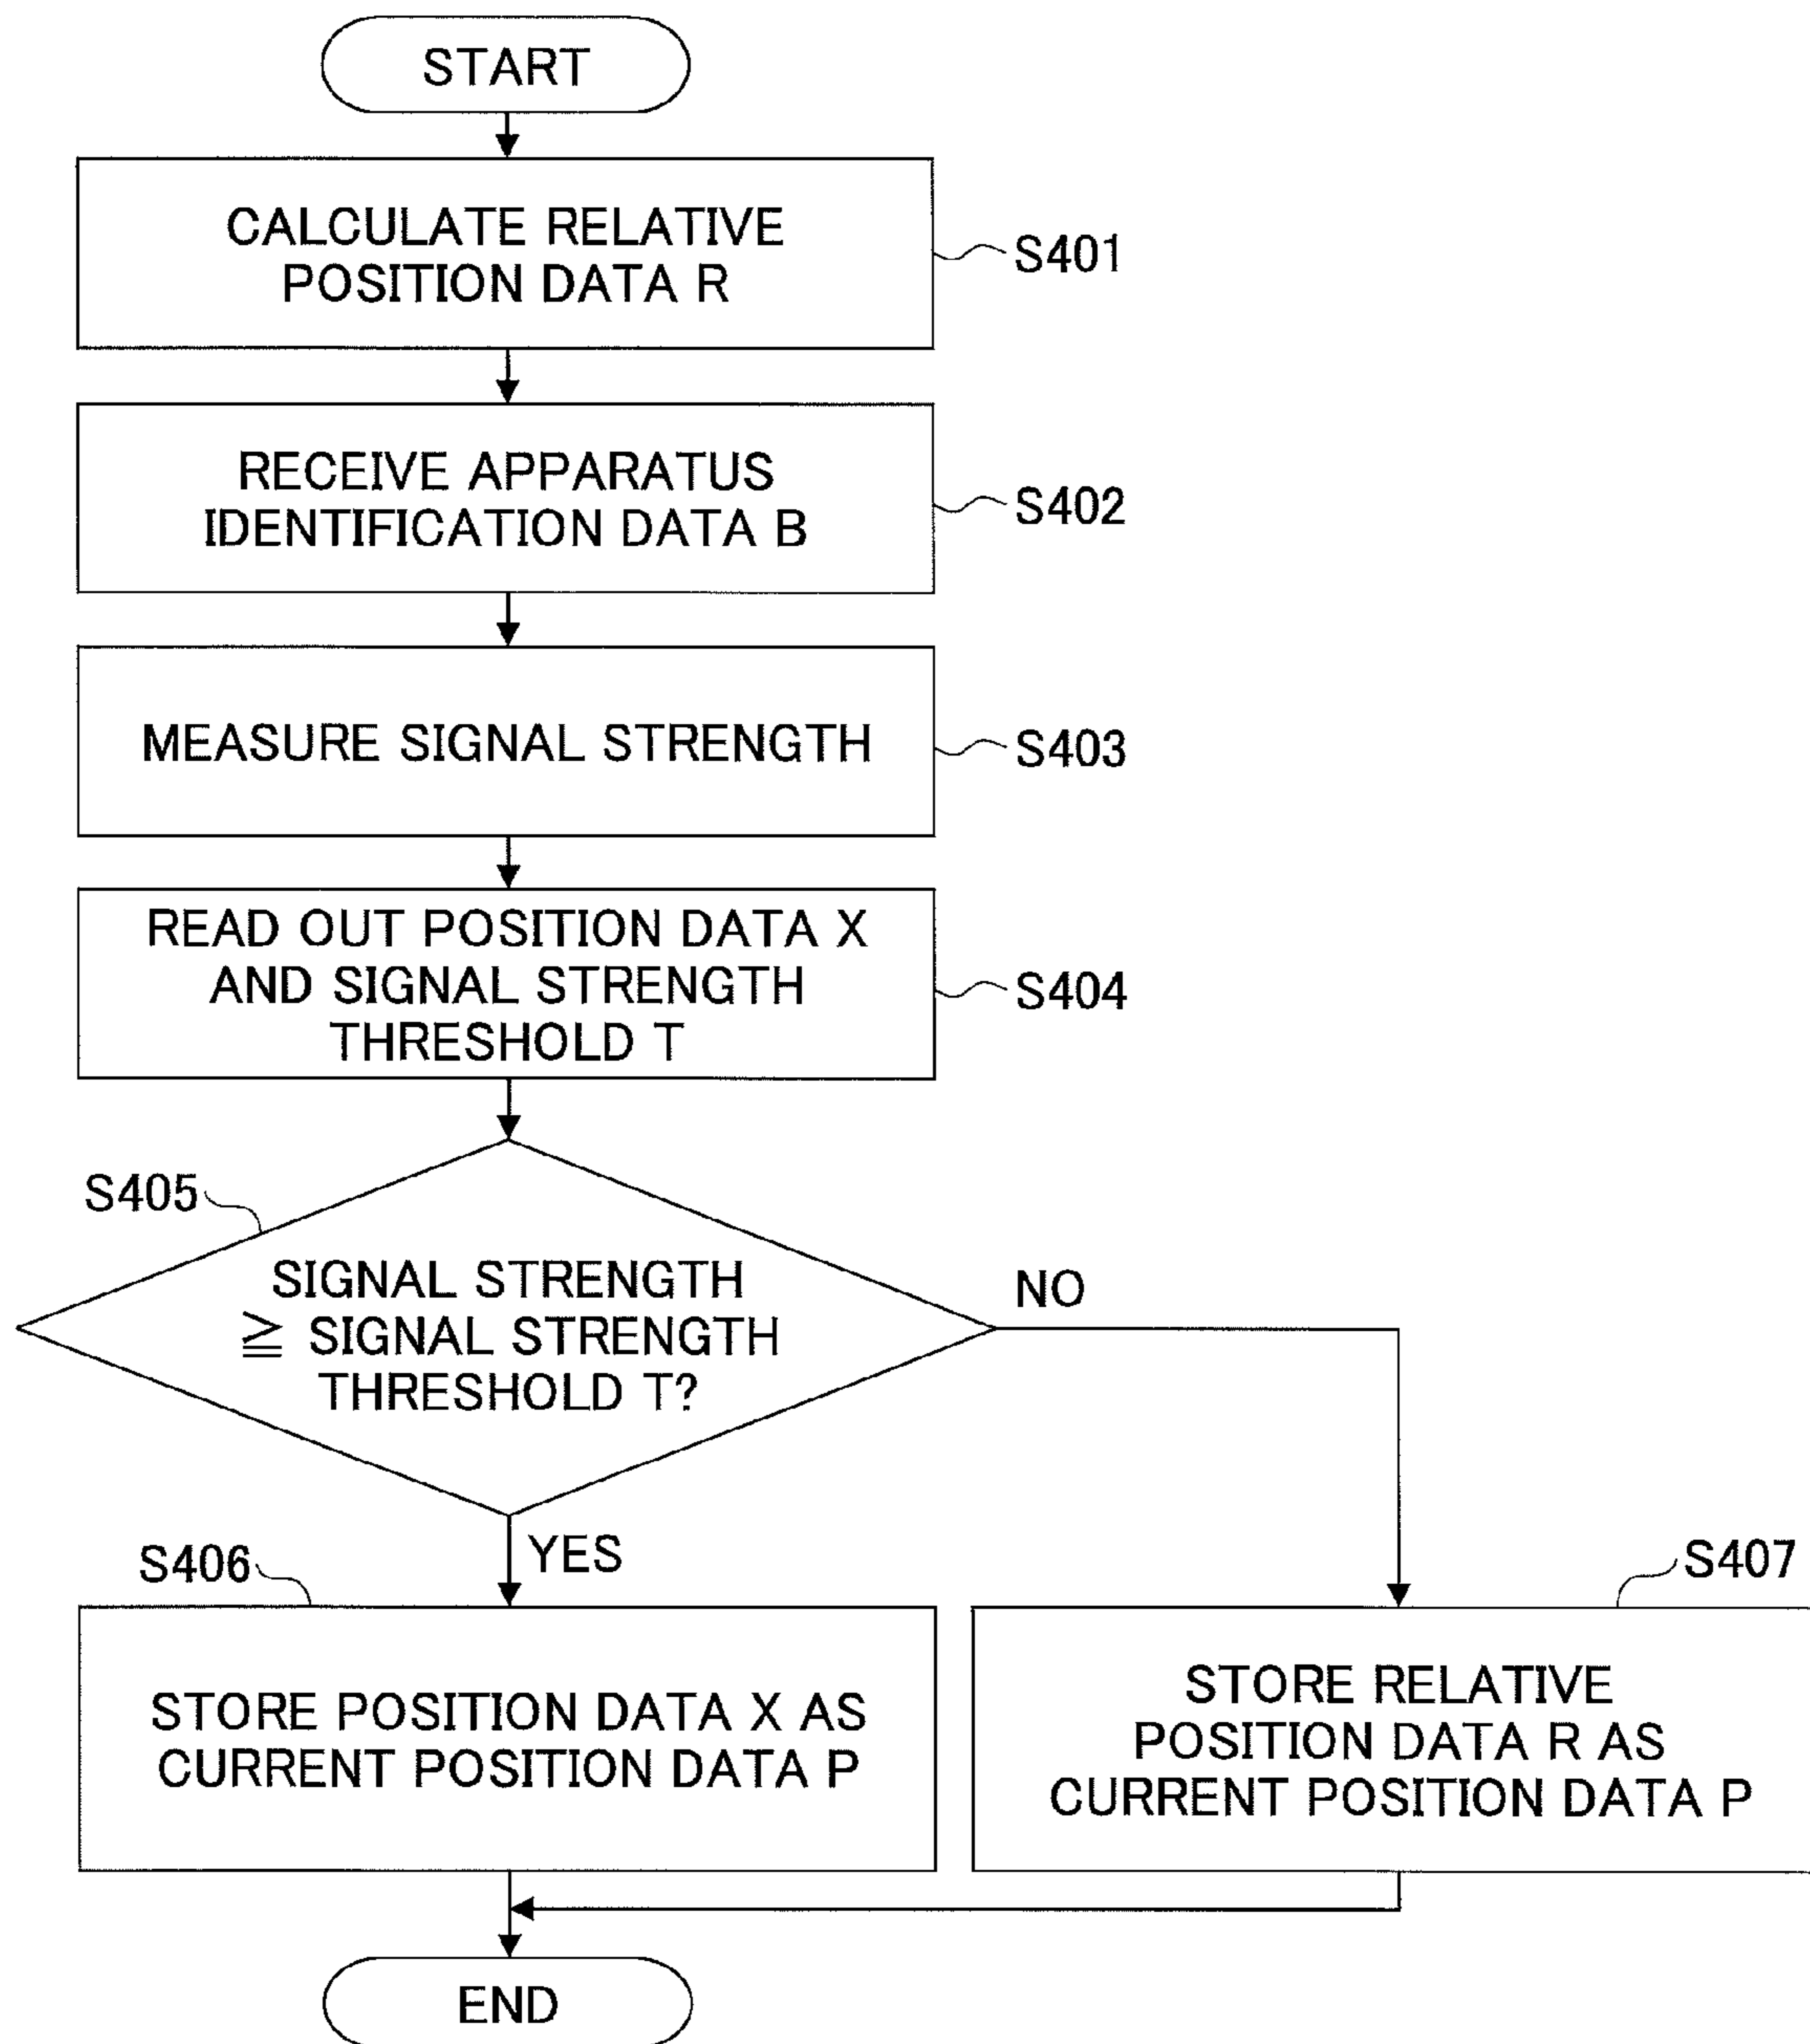 START
CALCULATE RELATIVE
POSITION DATA R
S401
RECEIVE APPARATUS
IDENTIFICATION DATA B
S402
MEASURE SIGNAL STRENGTH
S403
READ OUT POSITION DATA X
AND SIGNAL STRENGTH
THRESHOLD T
S404
S405
SIGNAL STRENGTH
≧ SIGNAL STRENGTH
THRESHOLD T?
NO
YES
S406
STORE POSITION DATA X AS
CURRENT POSITION DATA P
S407
STORE RELATIVE
POSITION DATA R AS
CURRENT POSITION DATA P
END